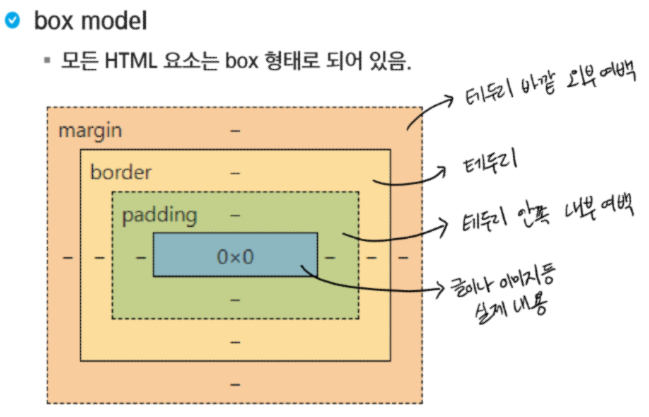 box model
▪ 모든 HTML 요소는 box 형태로 되어 있음.
테두리 바깥 외부여백
margin –
테두리
border –
테두리 안쪽 내부여백
padding –
– – – 0×0 – – –
글이나 이미지등
실제 내용
–
–
–